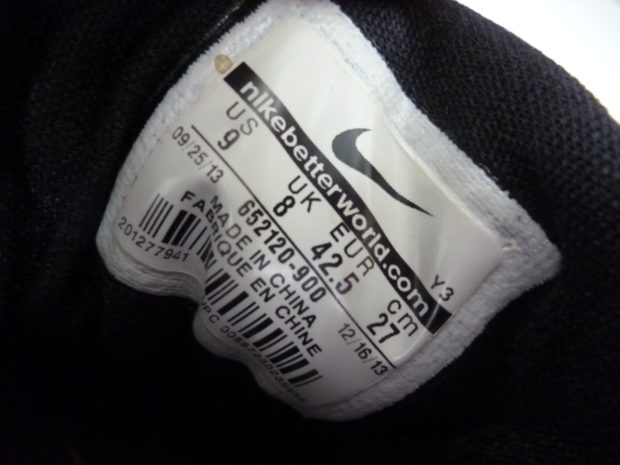 nikebetterworld.com
US UK EUR cm
9 8 42.5 27
09/25/13 652120-900 12/16/13
MADE IN CHINA
FABRIQUE EN CHINE
201277941
Y3